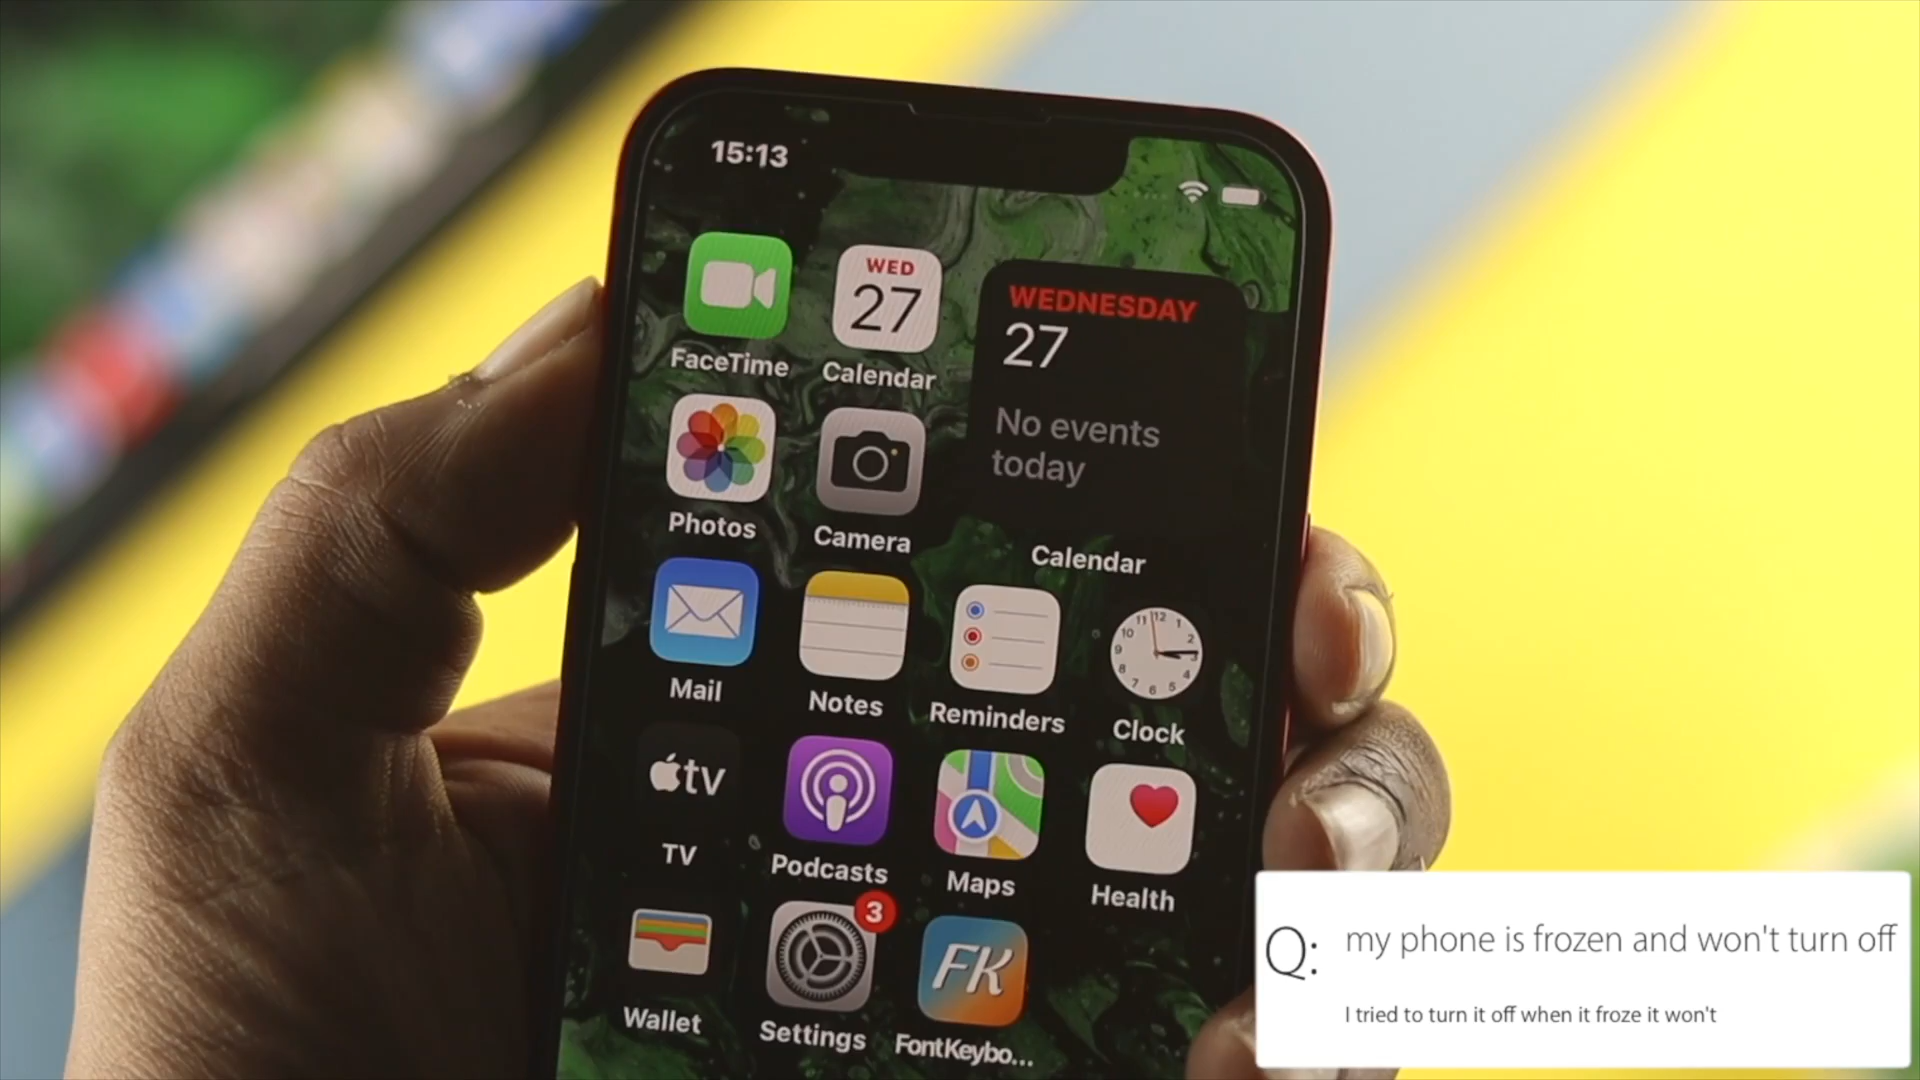 15:13
WED
27
WEDNESDAY
27
No events
today
FaceTime
Calendar
Photos
Camera
Calendar
Mail
Notes
Reminders
Clock
tv
TV
Podcasts
Maps
Health
3
FK
Wallet
Settings
FontKeybo...
Q: my phone is frozen and won't turn off
I tried to turn it off when it froze it won't